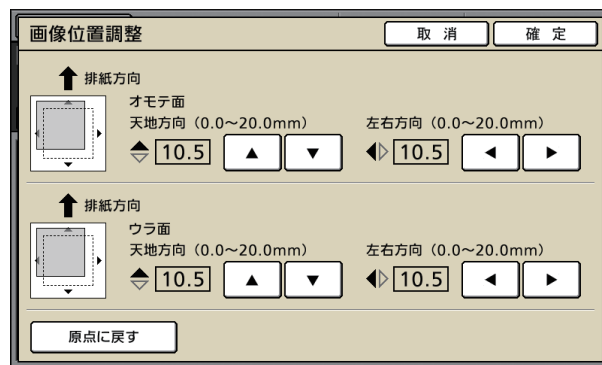 画像位置調整
取 消
確 定
排紙方向
オモテ面
天地方向（0.0～20.0mm）
左右方向（0.0～20.0mm）
10.5
10.5
排紙方向
ウラ面
天地方向（0.0～20.0mm）
左右方向（0.0～20.0mm）
10.5
10.5
原点に戻す